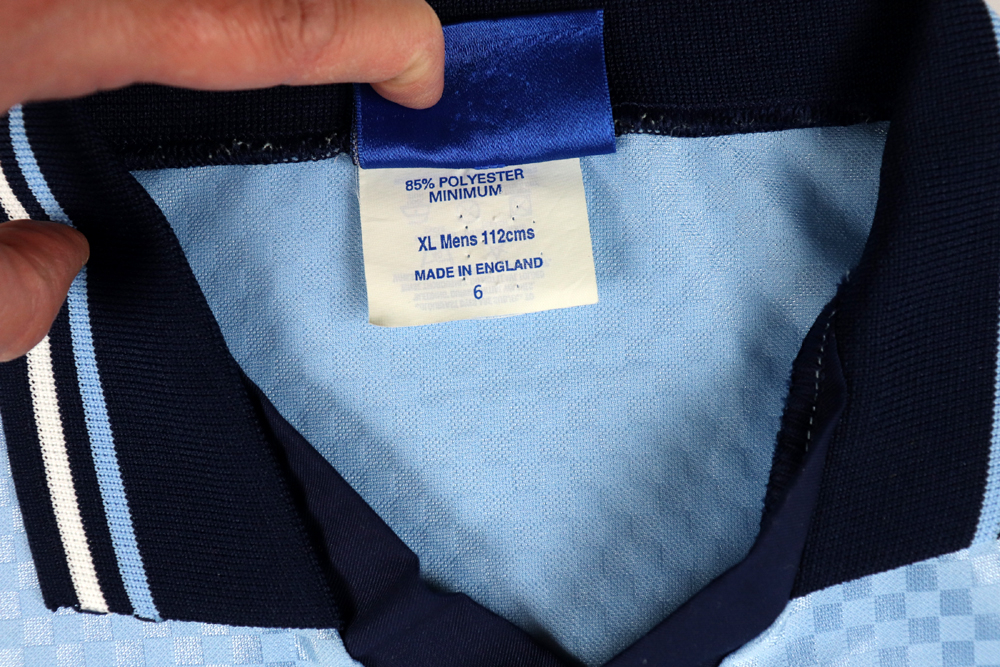 85% POLYESTER
MINIMUM
XL Mens 112cms
MADE IN ENGLAND
6